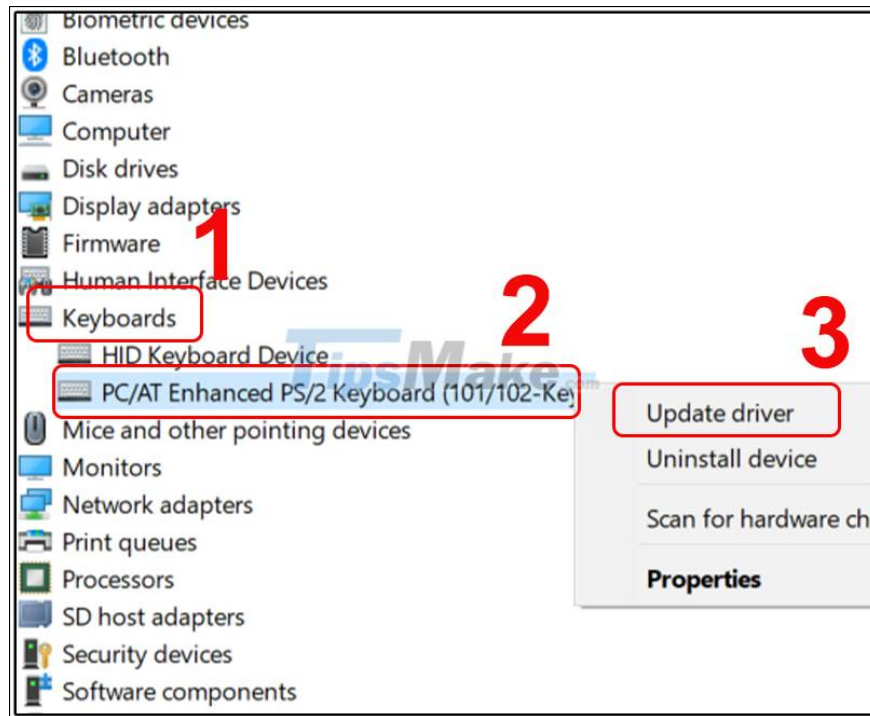 Biometric devices
Bluetooth
Cameras
Computer
Disk drives
Display adapters
Firmware
1
Human Interface Devices
Keyboards
2
3
HID Keyboard Device
TipsMake.com
PC/AT Enhanced PS/2 Keyboard (101/102-Key
Update driver
Mice and other pointing devices
Uninstall device
Monitors
Network adapters
Scan for hardware ch
Print queues
Processors
Properties
SD host adapters
Security devices
Software components